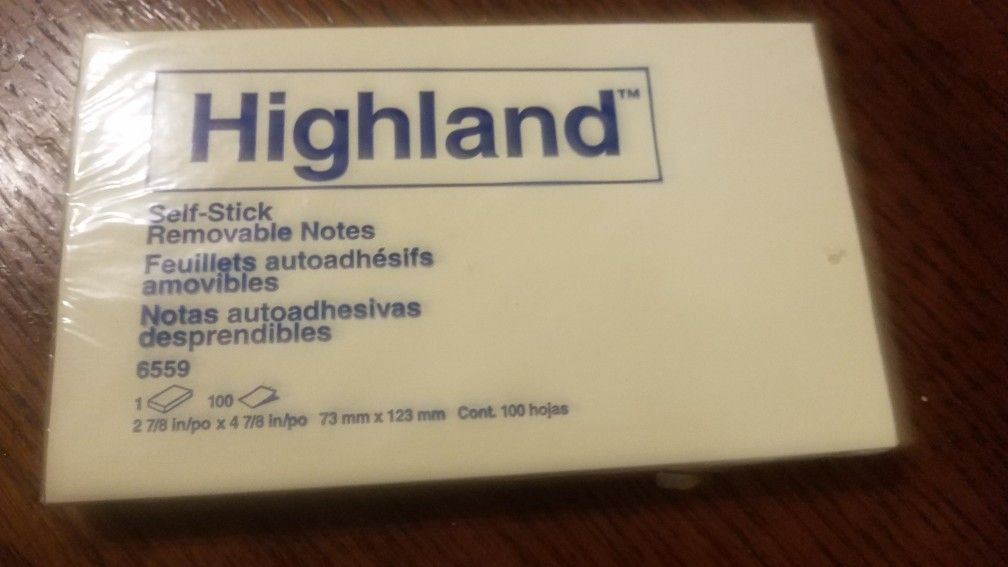 Highland™
Self-Stick
Removable Notes
Feuillets autoadhésifs
amovibles
Notas autoadhesivas
desprendibles
6559
1 100
2 7/8 in/po x 4 7/8 in/po 73 mm x 123 mm Cont. 100 hojas